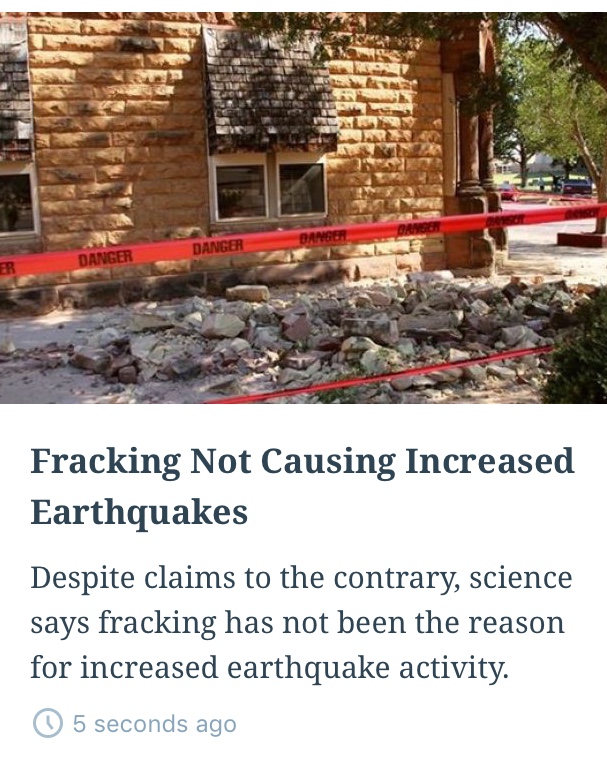 ER DANGER DANGER DANGER DANGER DANGER DANGER
Fracking Not Causing Increased
Earthquakes
Despite claims to the contrary, science
says fracking has not been the reason
for increased earthquake activity.
5 seconds ago